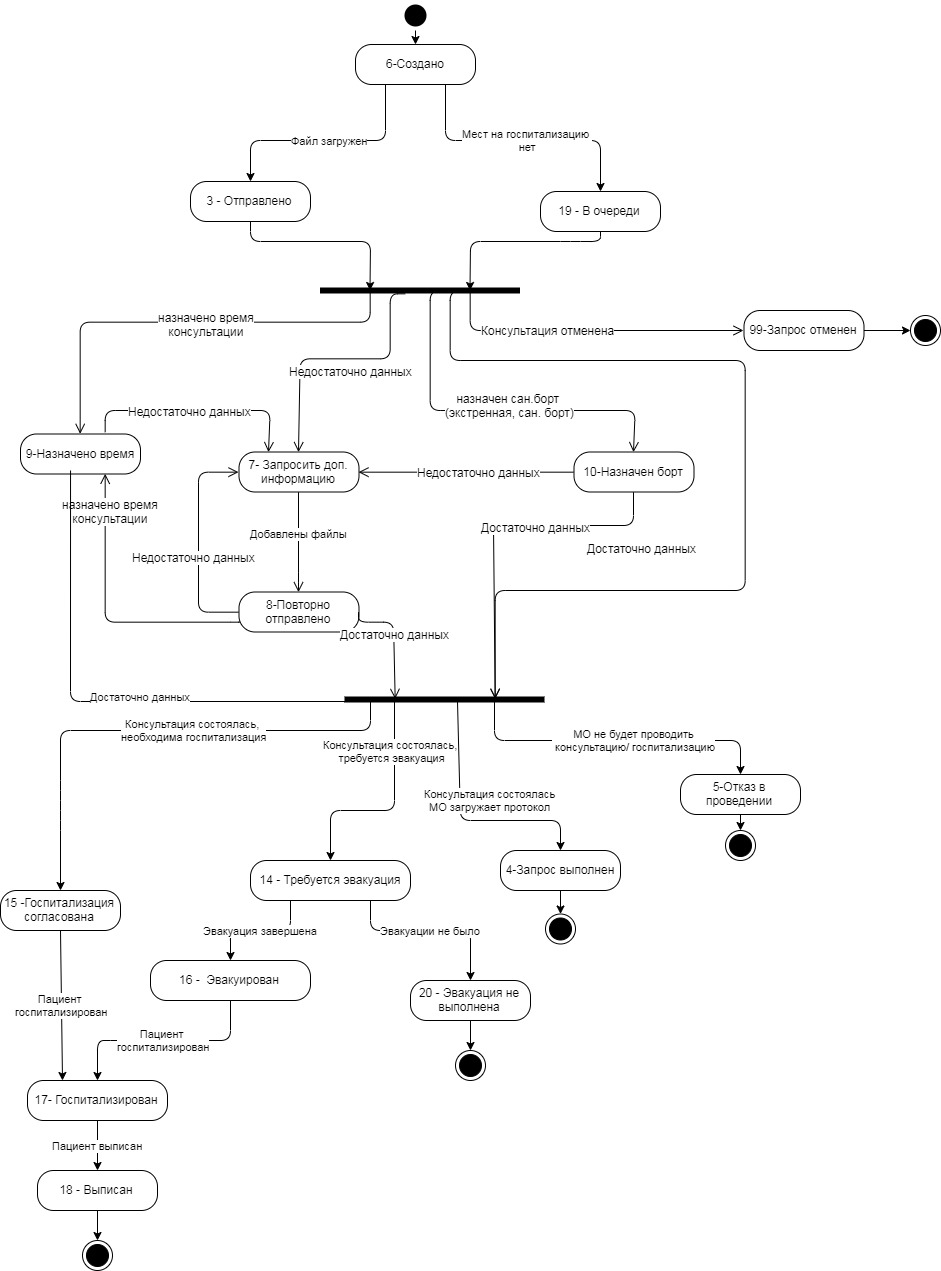 6-Создано
Файл загружен
Мест на госпитализацию
нет
3 - Отправлено
19 - В очереди
назначено время
консультации
Консультация отменена
99-Запрос отменен
Недостаточно данных
назначен сан.борт
(экстренная, сан. борт)
Недостаточно данных
9-Назначено время
7- Запросить доп.
информацию
Недостаточно данных
10-Назначен борт
назначено время
консультации
Добавлены файлы
Достаточно данных
Достаточно данных
Недостаточно данных
8-Повторно
отправлено
Достаточно данных
Достаточно данных
Консультация состоялась,
необходима госпитализация
Консультация состоялась,
требуется эвакуация
МО не будет проводить
консультацию/ госпитализацию
Консультация состоялась
МО загружает протокол
5-Отказ в
проведении
14 - Требуется эвакуация
4-Запрос выполнен
15 -Госпитализация
согласована
Эвакуация завершена
Эвакуации не было
16 -  Эвакуирован
20 - Эвакуация не
выполнена
Пациент
госпитализирован
Пациент
госпитализирован
17- Госпитализирован
Пациент выписан
18 - Выписан